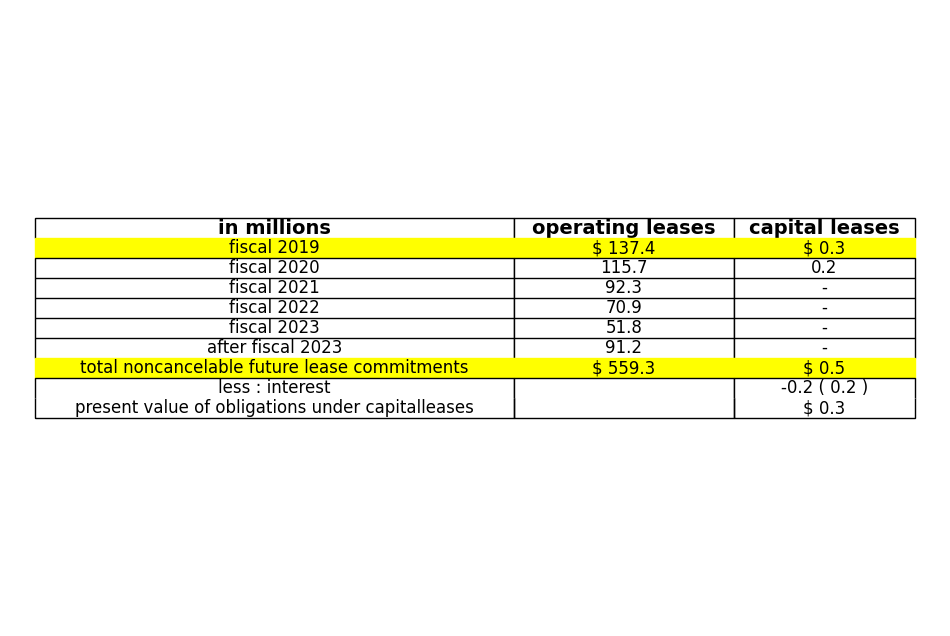 in millions operating leases capital leases
fiscal 2019 $ 137.4 $ 0.3
fiscal 2020 115.7 0.2
fiscal 2021 92.3 -
fiscal 2022 70.9 -
fiscal 2023 51.8 -
after fiscal 2023 91.2 -
total noncancelable future lease commitments $ 559.3 $ 0.5
less : interest -0.2 ( 0.2 )
present value of obligations under capitalleases $ 0.3